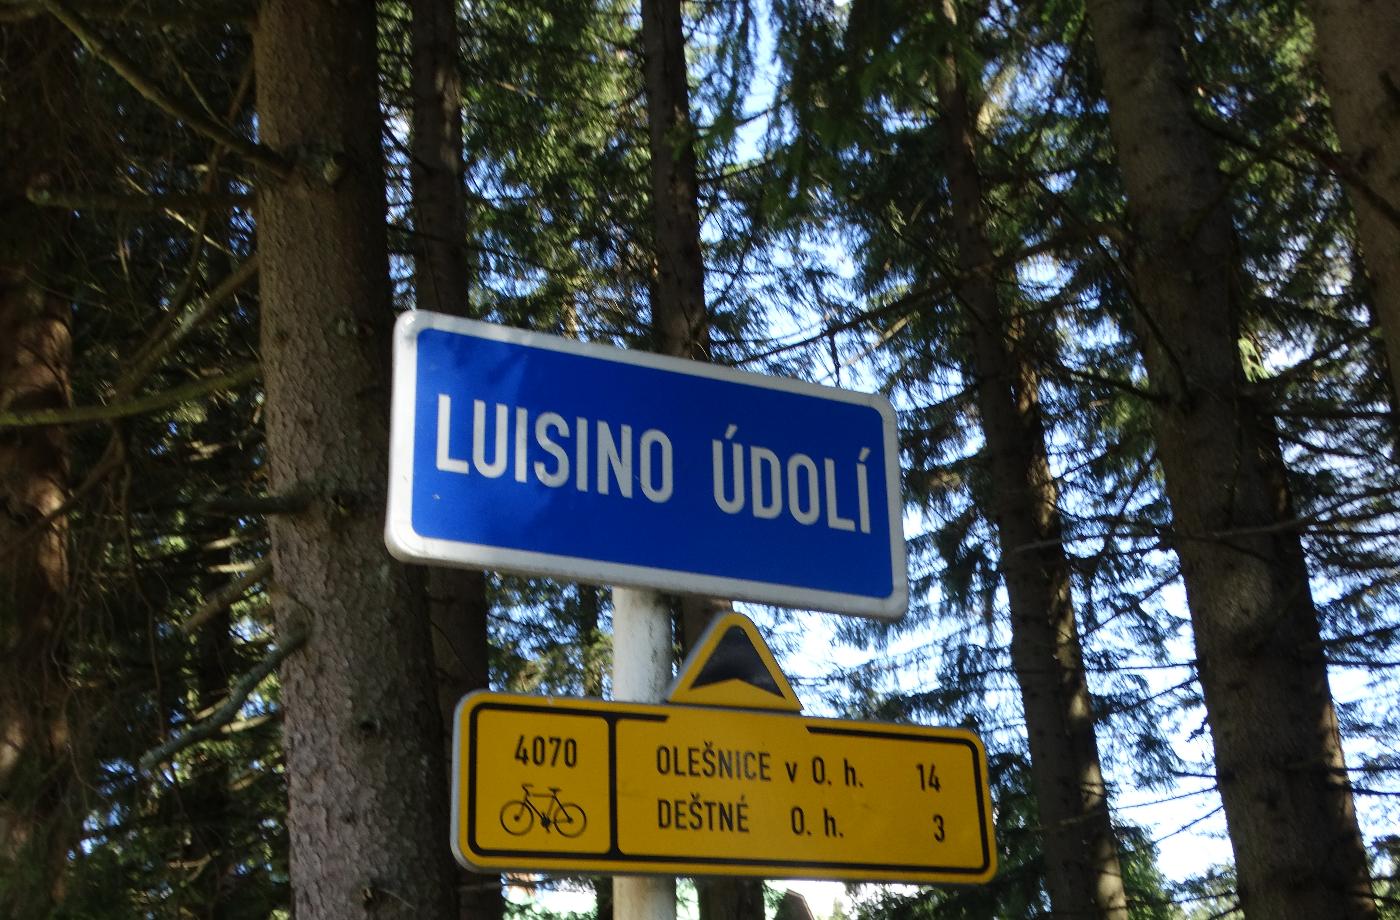 LUISINO ÚDOLÍ
4070
OLEŠNICE v O. h. 14
DEŠTNÉ O. h. 3